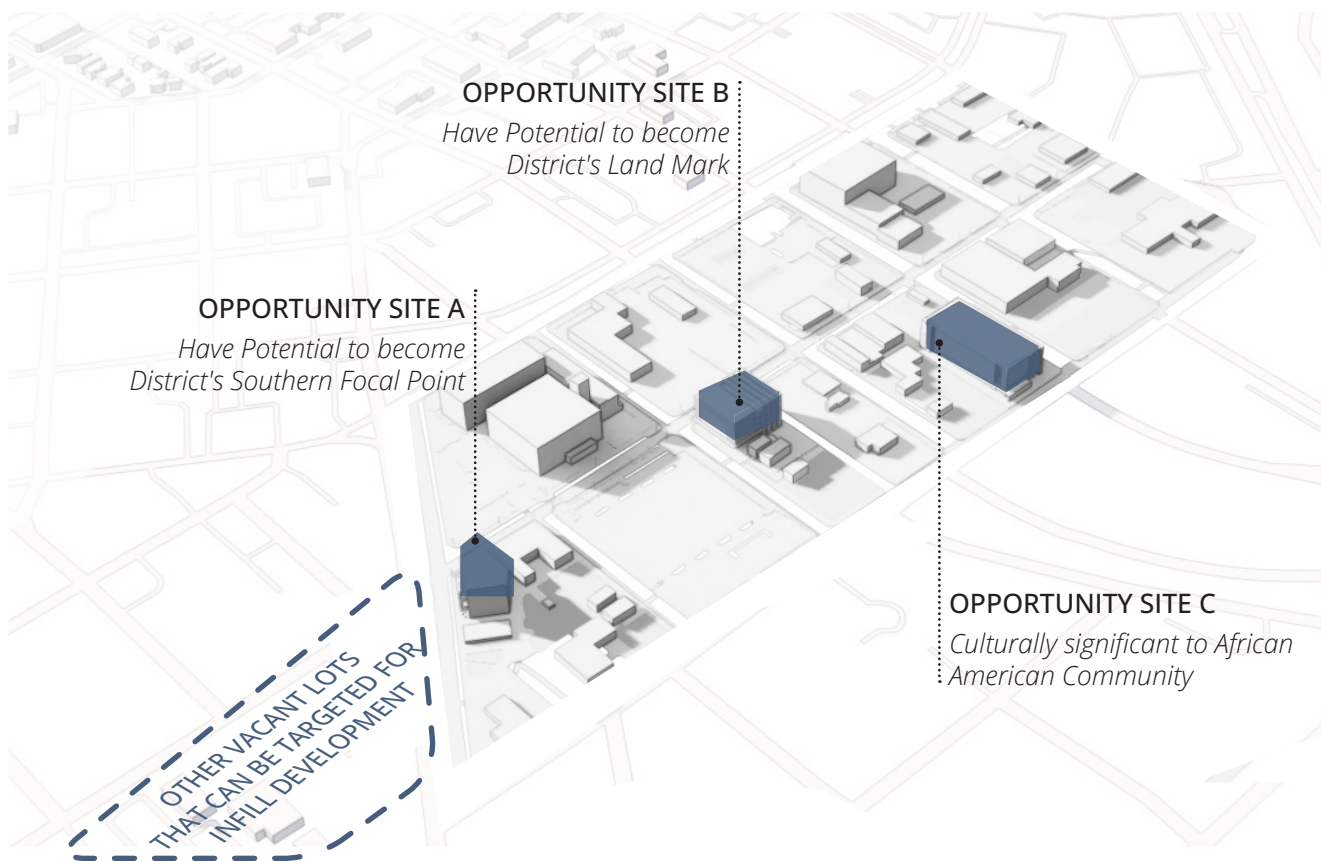 OPPORTUNITY SITE B
Have Potential to become
District's Land Mark
OPPORTUNITY SITE A
Have Potential to become
District's Southern Focal Point
OPPORTUNITY SITE C
Culturally significant to African
American Community
OTHER VACANT LOTS
THAT CAN BE TARGETED FOR
INFILL DEVELOPMENT